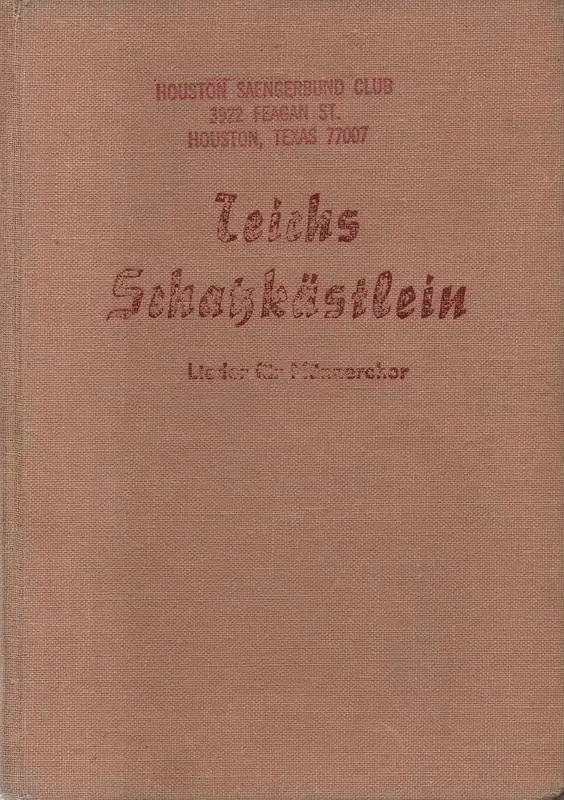 HOUSTON SAENGERBUND CLUB
3922 FEAGAN ST.
HOUSTON, TEXAS 77007
Teichs
Schatzkästlein
Lieder für Männerchor